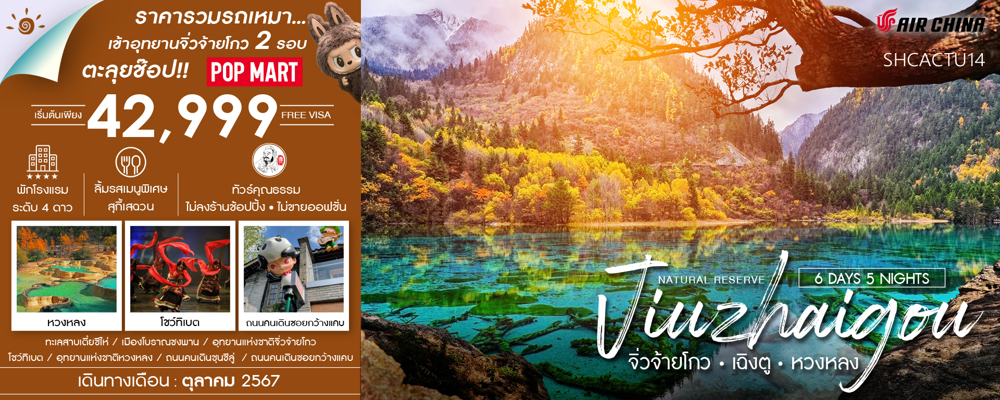 ราคารวมรถเหมา...
เข้าอุทยานจิ่วจ้ายโกว 2 รอบ
ตะลุยช๊อป!! POP MART
เริ่มต้นเพียง 42,999 FREE VISA
พักโรงแรม
ระดับ 4 ดาว
ลิ้มรสเมนูพิเศษ
สุกี้เสฉวน
ทัวร์คุณธรรม
ไม่ลงร้านช้อปปิ้ง • ไม่ขายออฟชั่น
หวงหลง
โชว์ทิเบต
ถนนคนเดินซอยกว้างแคบ
ทะเลสาบเตี๋ยซีไห่ / เมืองโบราณซงพาน / อุทยานแห่งชาติจิ่วจ้ายโกว
โชว์ทิเบต / อุทยานแห่งชาติหวงหลง / ถนนคนเดินชุนซีลู่ / ถนนคนเดินซอยกว้างแคบ
เดินทางเดือน : ตุลาคม 2567
AIR CHINA
SHCACTU14
NATURAL RESERVE
6 DAYS 5 NIGHTS
Jiuzhaigou
จิ่วจ้ายโกว • เฉิงตู • หวงหลง